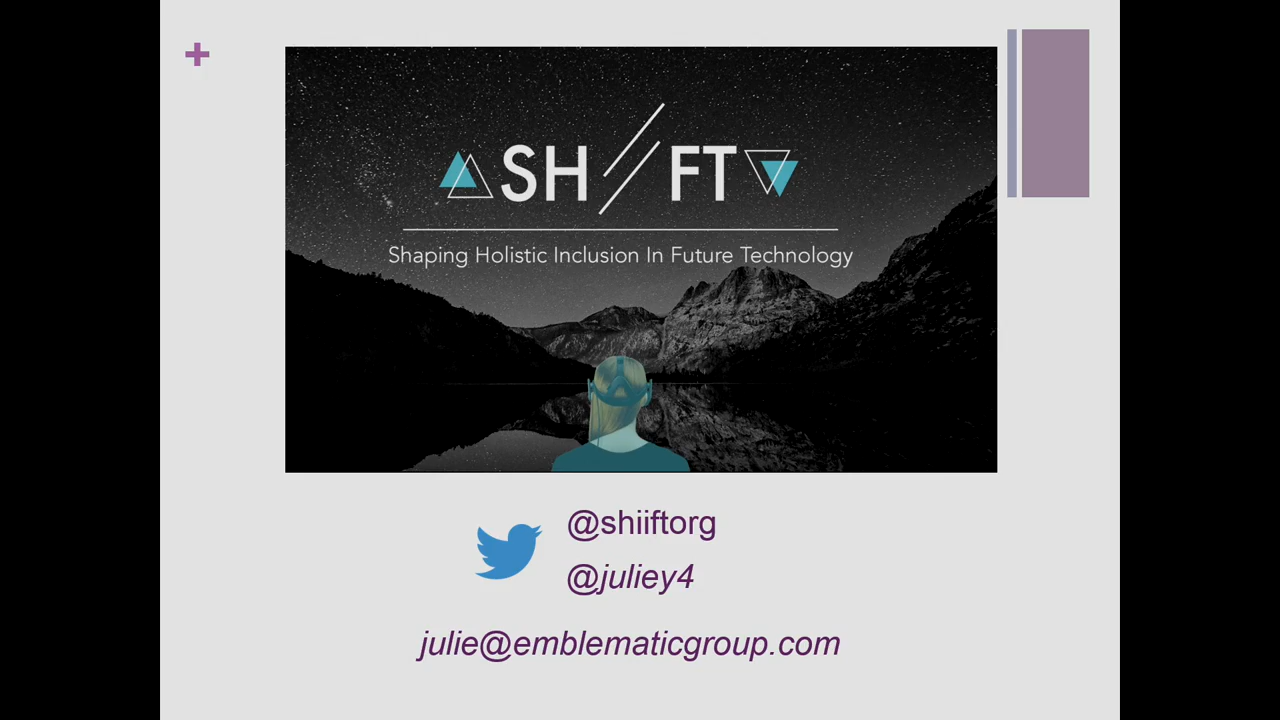 +
SH//FT
Shaping Holistic Inclusion In Future Technology
@shiiftorg
@juliey4
julie@emblematicgroup.com